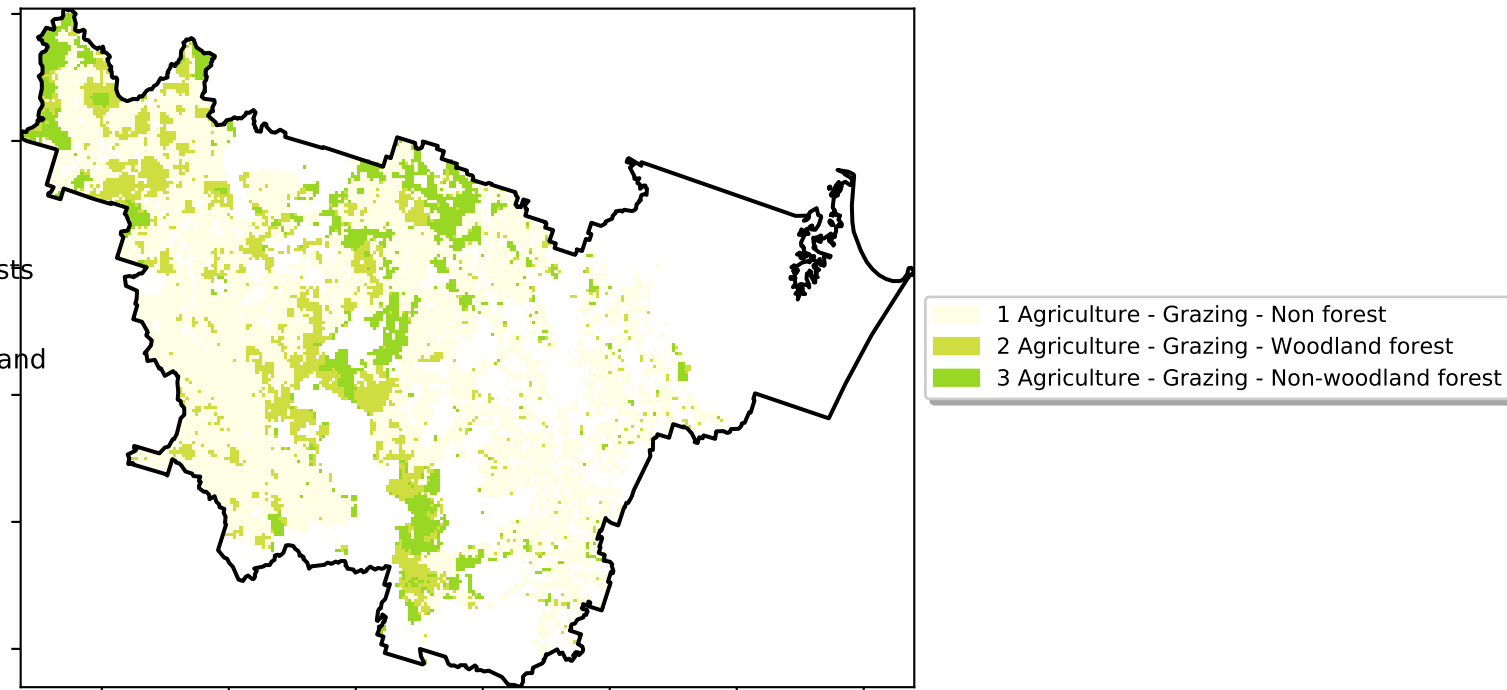 sts
and
1 Agriculture - Grazing - Non forest
2 Agriculture - Grazing - Woodland forest
3 Agriculture - Grazing - Non-woodland forest